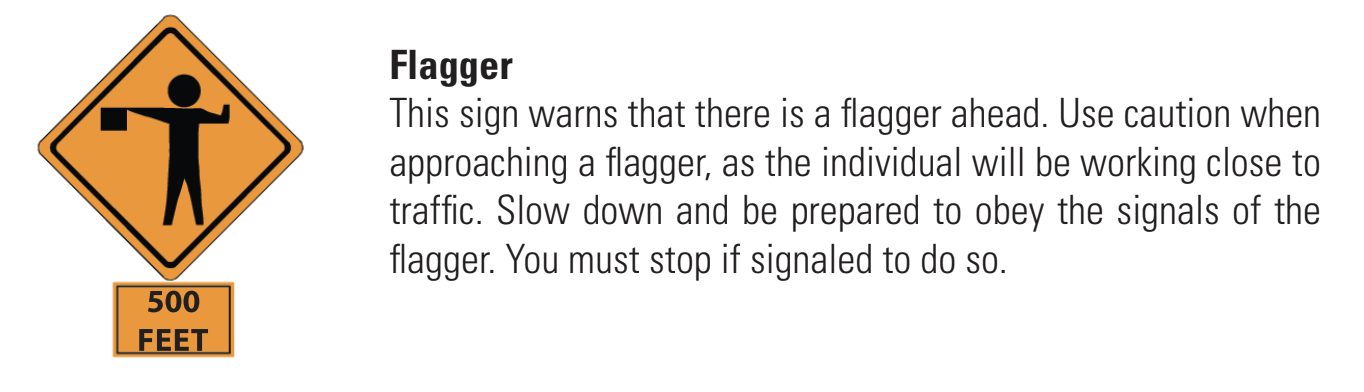 Flagger
This sign warns that there is a flagger ahead. Use caution when
approaching a flagger, as the individual will be working close to
traffic. Slow down and be prepared to obey the signals of the
flagger. You must stop if signaled to do so.
500
FEET